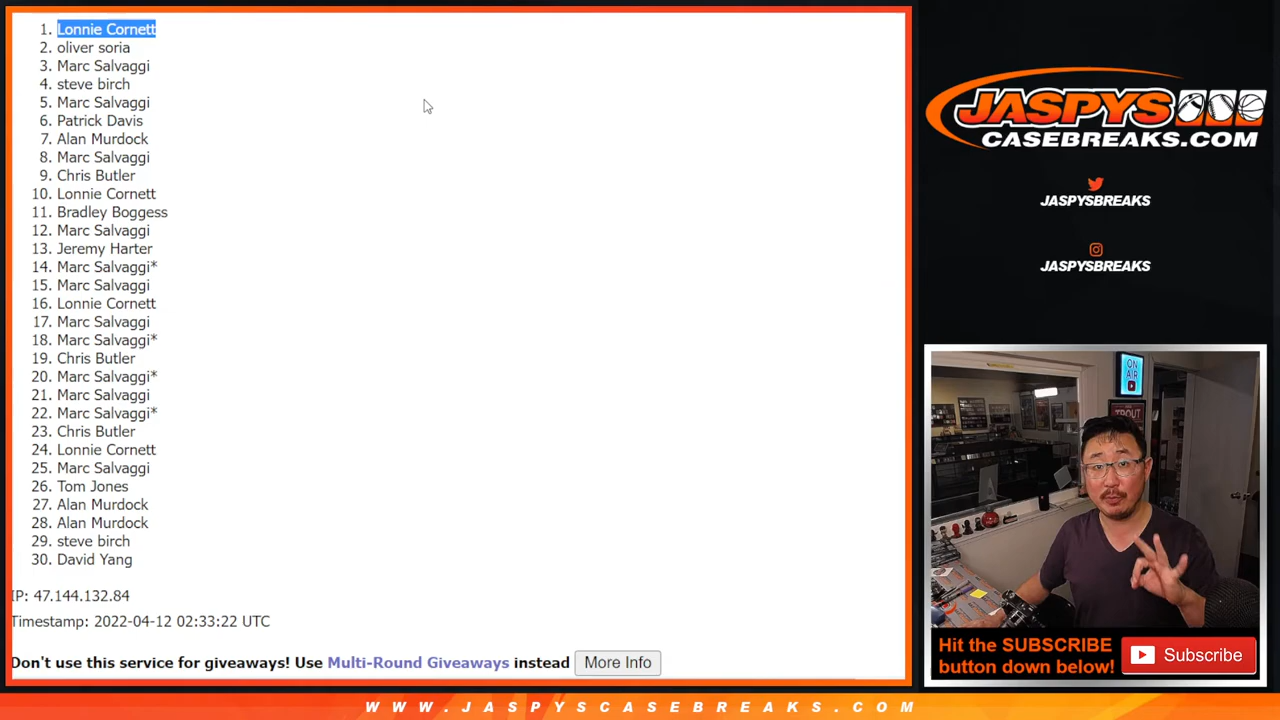 1. Lonnie Cornett
2. oliver soria
3. Marc Salvaggi
4. steve birch
5. Marc Salvaggi
6. Patrick Davis
7. Alan Murdock
8. Marc Salvaggi
9. Chris Butler
10. Lonnie Cornett
11. Bradley Boggess
12. Marc Salvaggi
13. Jeremy Harter
14. Marc Salvaggi*
15. Marc Salvaggi
16. Lonnie Cornett
17. Marc Salvaggi
18. Marc Salvaggi*
19. Chris Butler
20. Marc Salvaggi*
21. Marc Salvaggi
22. Marc Salvaggi*
23. Chris Butler
24. Lonnie Cornett
25. Marc Salvaggi
26. Tom Jones
27. Alan Murdock
28. Alan Murdock
29. steve birch
30. David Yang
IP: 47.144.132.84
Timestamp: 2022-04-12 02:33:22 UTC
Don't use this service for giveaways! Use Multi-Round Giveaways instead More Info
JASPYS
CASEBREAKS.COM
JASPYSBREAKS
JASPYSBREAKS
ON
AIR
TROUT
Hit the SUBSCRIBE
button down below!
Subscribe
WWW.JASPYSCASEBREAKS.COM